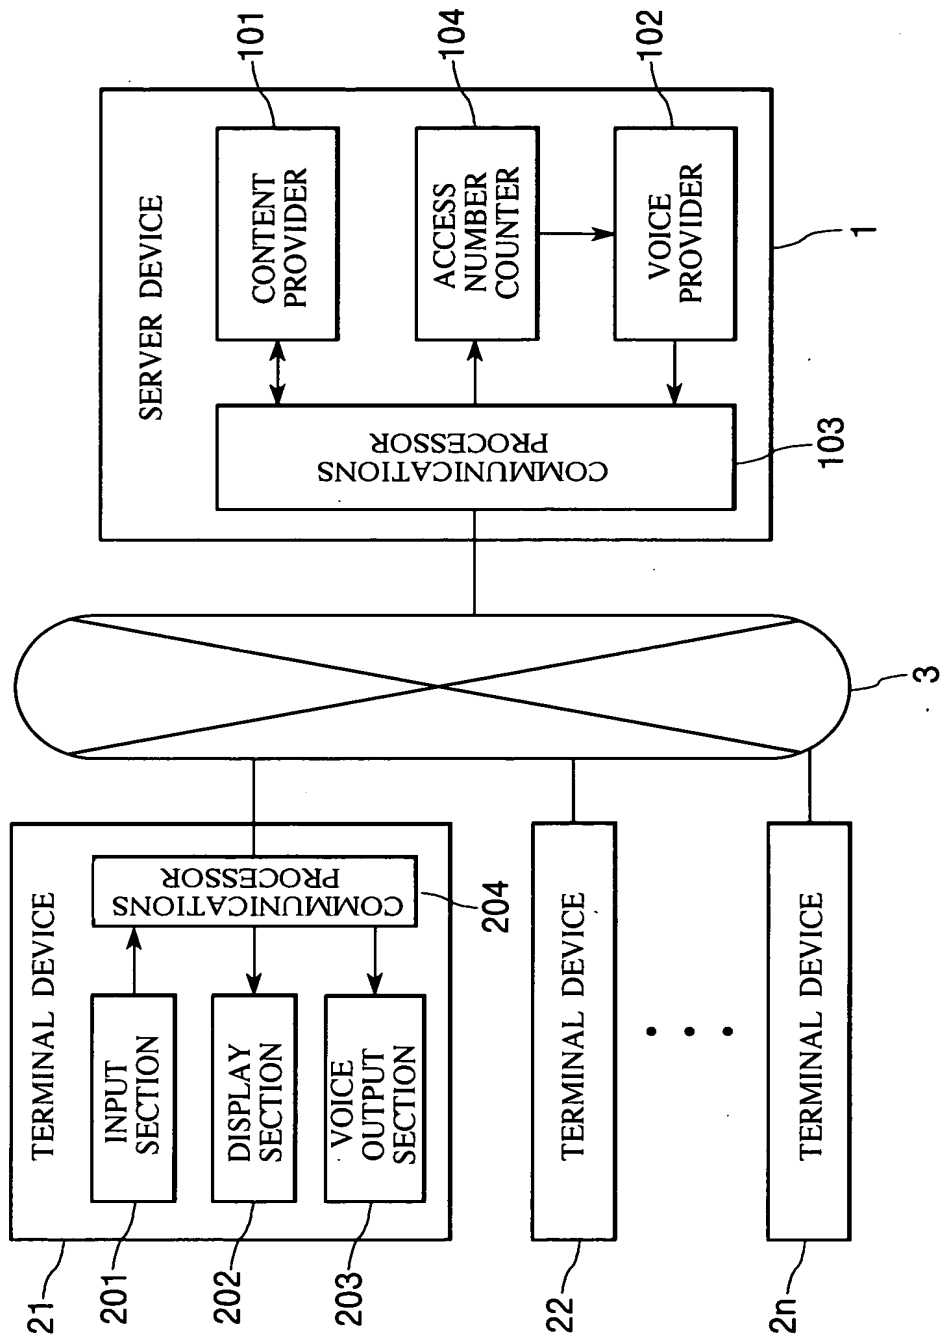 TERMINAL DEVICE
21
INPUT
SECTION
201
DISPLAY
SECTION
202
VOICE
OUTPUT
SECTION
203
COMMUNICATIONS
PROCESSOR
204
TERMINAL DEVICE
22
TERMINAL DEVICE
2n
3
SERVER DEVICE
1
COMMUNICATIONS
PROCESSOR
103
CONTENT
PROVIDER
101
ACCESS
NUMBER
COUNTER
104
VOICE
PROVIDER
102